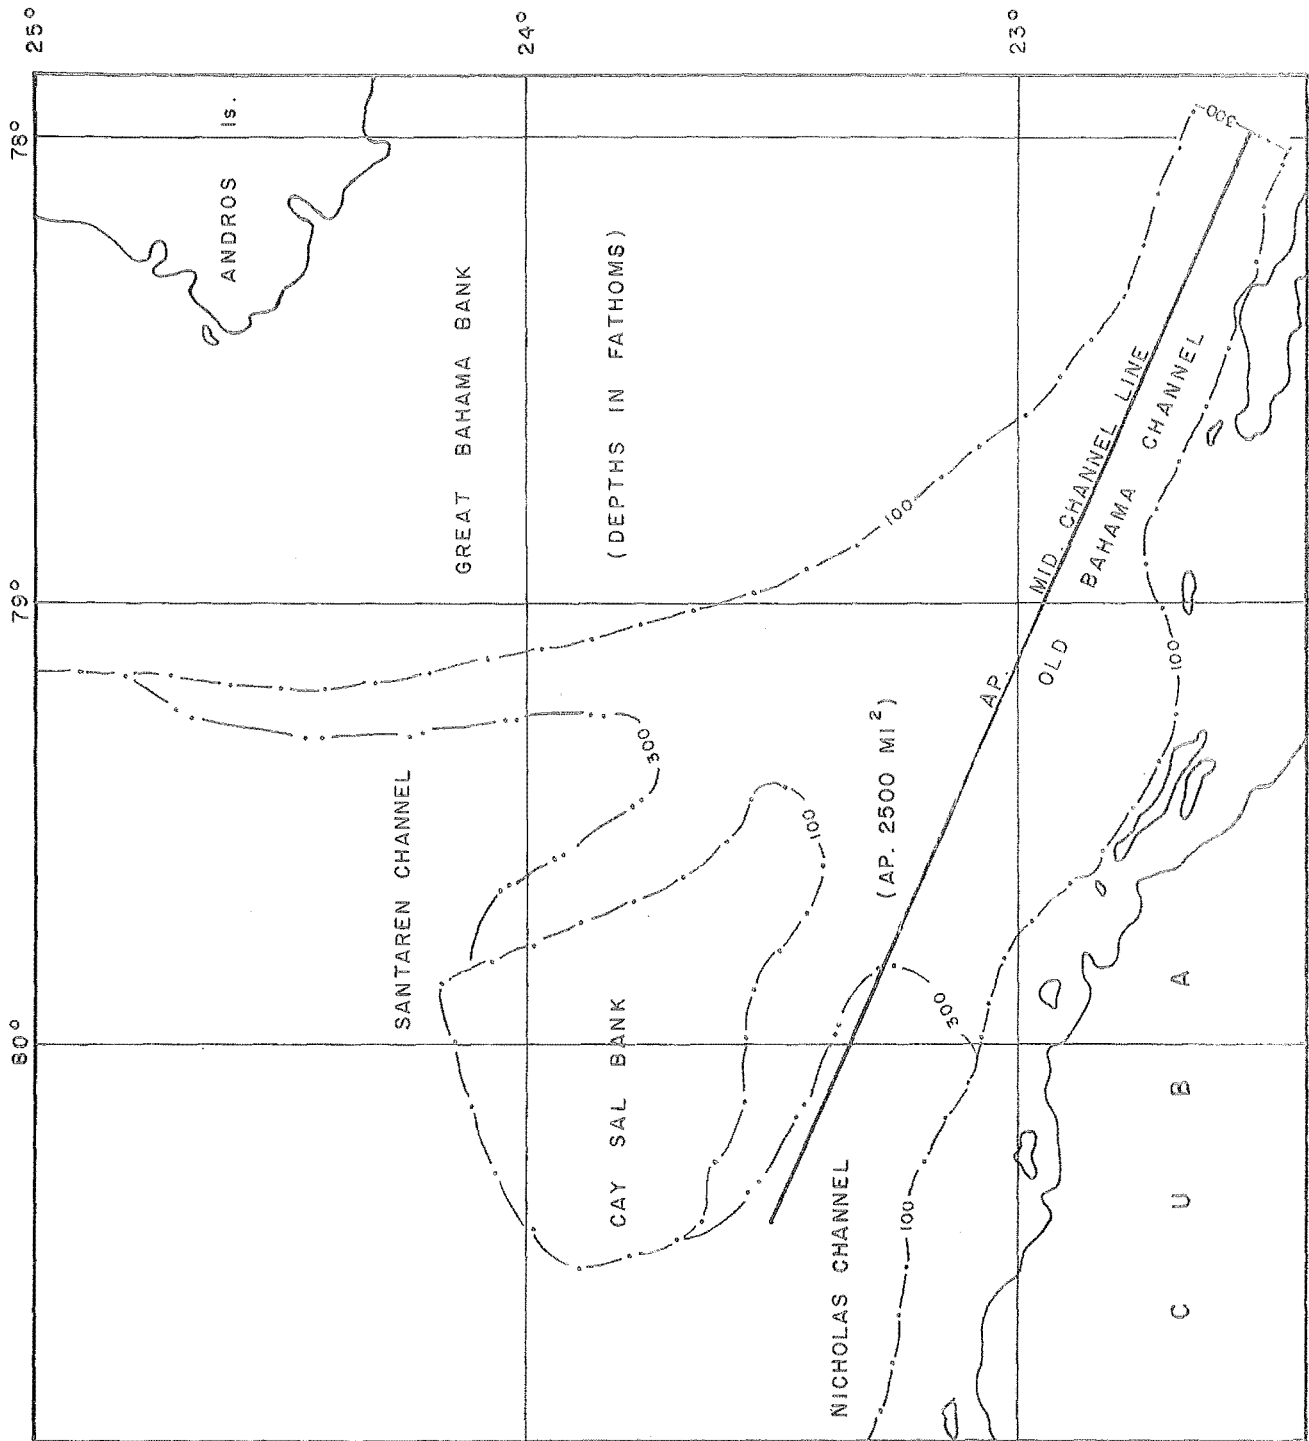 80°
79°
78°
25°
24°
23°
ANDROS Is.
SANTAREN CHANNEL
GREAT BAHAMA BANK
CAY SAL BANK
(DEPTHS IN FATHOMS)
300
100
100
NICHOLAS CHANNEL
(AP. 2500 MI²)
300
100
AP. MID. CHANNEL LINE
OLD BAHAMA CHANNEL
100
300
CUBA